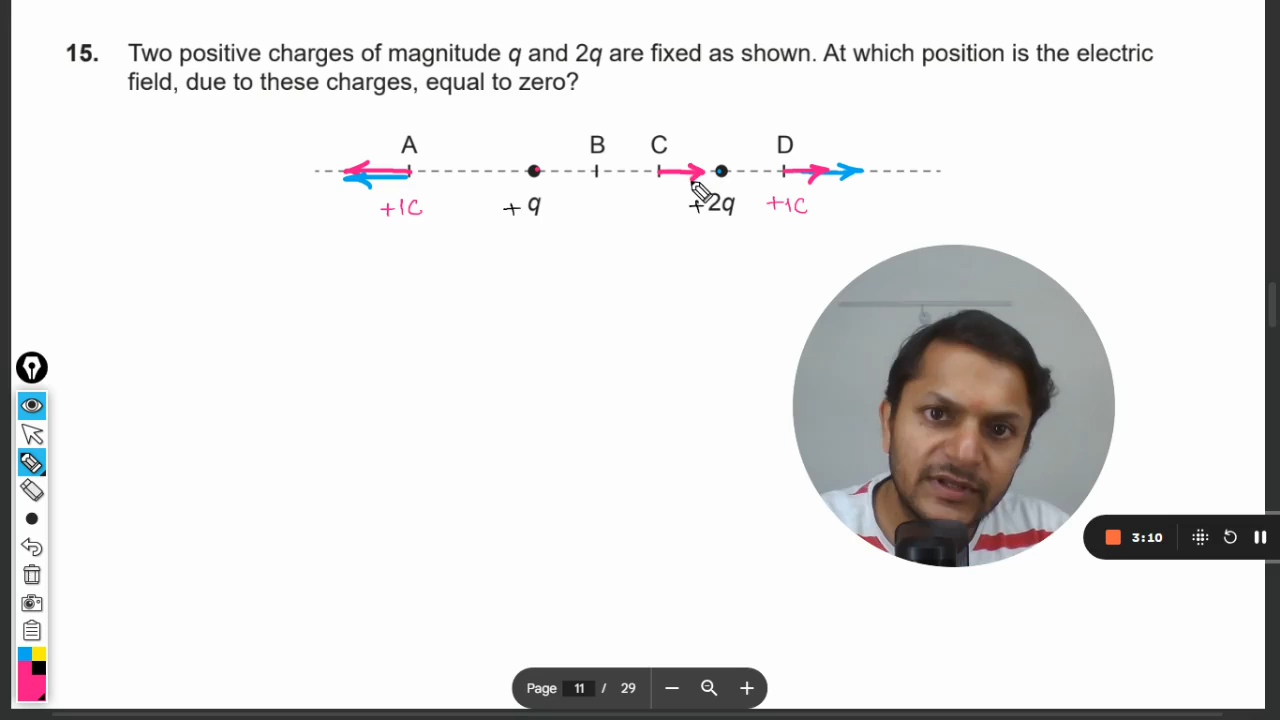 15. Two positive charges of magnitude q and 2q are fixed as shown. At which position is the electric
field, due to these charges, equal to zero?
A B C D
+1C + q +2q +1C
3:10
Page 11 / 29